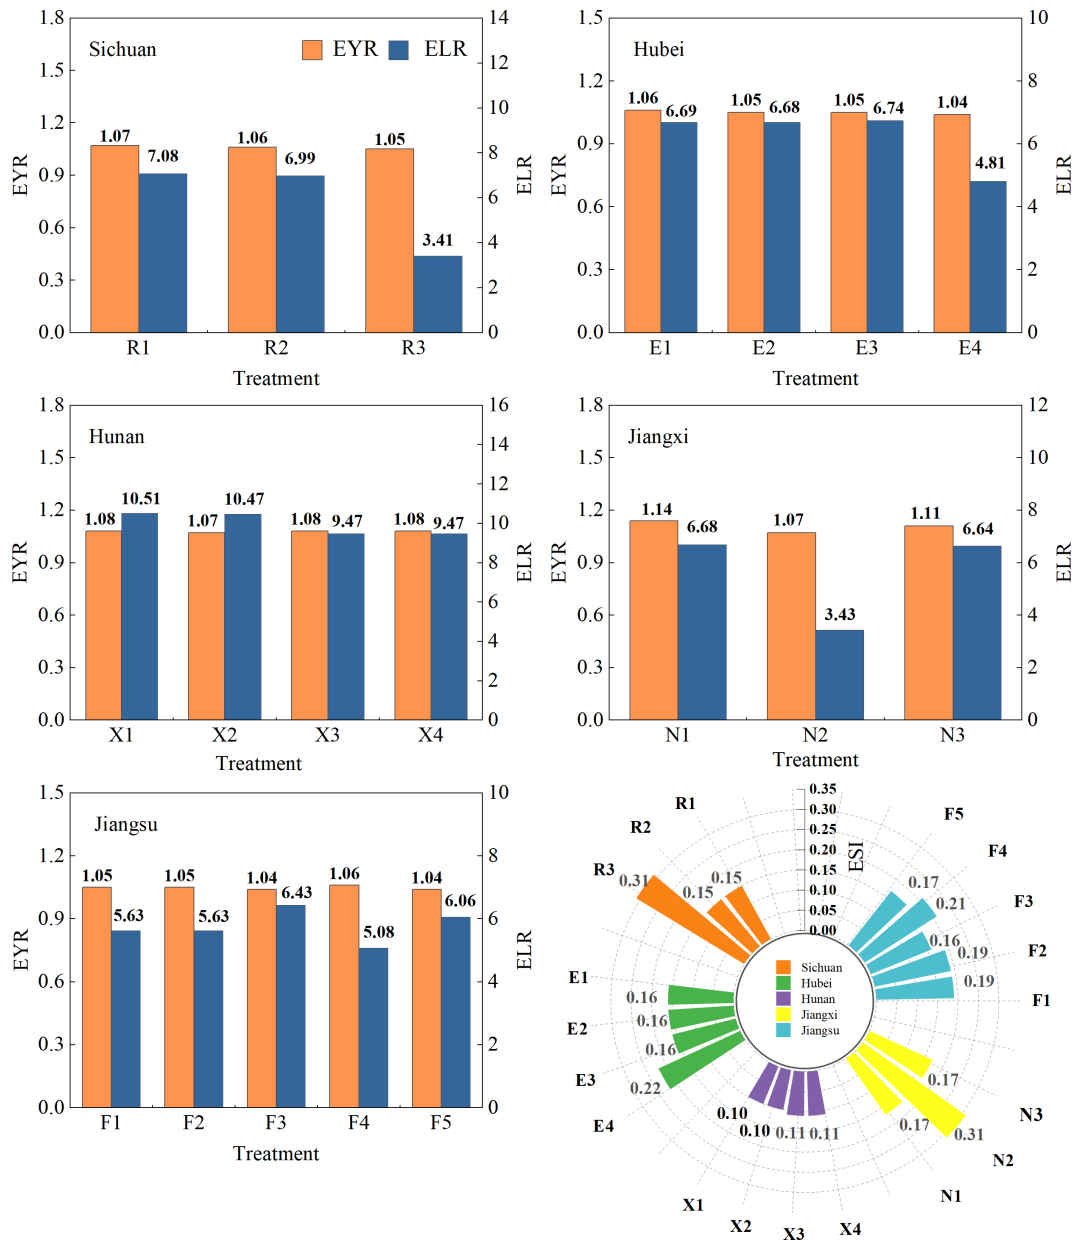 Sichuan
EYR
ELR
1.8
1.5
1.2
0.9
0.6
0.3
0.0
EYR
14
12
10
8
6
4
2
0
ELR
1.07
7.08
1.06
6.99
1.05
3.41
R1 R2 R3
Treatment
Hubei
1.5
1.2
0.9
0.6
0.3
0.0
EYR
10
8
6
4
2
0
ELR
1.06
6.69
1.05
6.68
1.05
6.74
1.04
4.81
E1 E2 E3 E4
Treatment
Hunan
1.8
1.5
1.2
0.9
0.6
0.3
0.0
EYR
16
14
12
10
8
6
4
2
0
ELR
1.08
10.51
1.07
10.47
1.08
9.47
1.08
9.47
X1 X2 X3 X4
Treatment
Jiangxi
1.8
1.5
1.2
0.9
0.6
0.3
0.0
EYR
12
10
8
6
4
2
0
ELR
1.14
6.68
1.07
3.43
1.11
6.64
N1 N2 N3
Treatment
Jiangsu
1.5
1.2
0.9
0.6
0.3
0.0
EYR
10
8
6
4
2
0
ELR
1.05
5.63
1.05
5.63
1.04
6.43
1.06
5.08
1.04
6.06
F1 F2 F3 F4 F5
Treatment
0.35
0.30
0.25
0.20
0.15
0.10
0.05
0.00
ESI
R1
R2
R3
0.31
0.15
0.15
E1
E2
E3
E4
0.16
0.16
0.16
0.22
X1
X2
X3
X4
0.10
0.10
0.11
0.11
N1
N2
N3
0.17
0.31
0.17
F1
F2
F3
F4
F5
0.19
0.19
0.16
0.21
0.17
Sichuan
Hubei
Hunan
Jiangxi
Jiangsu